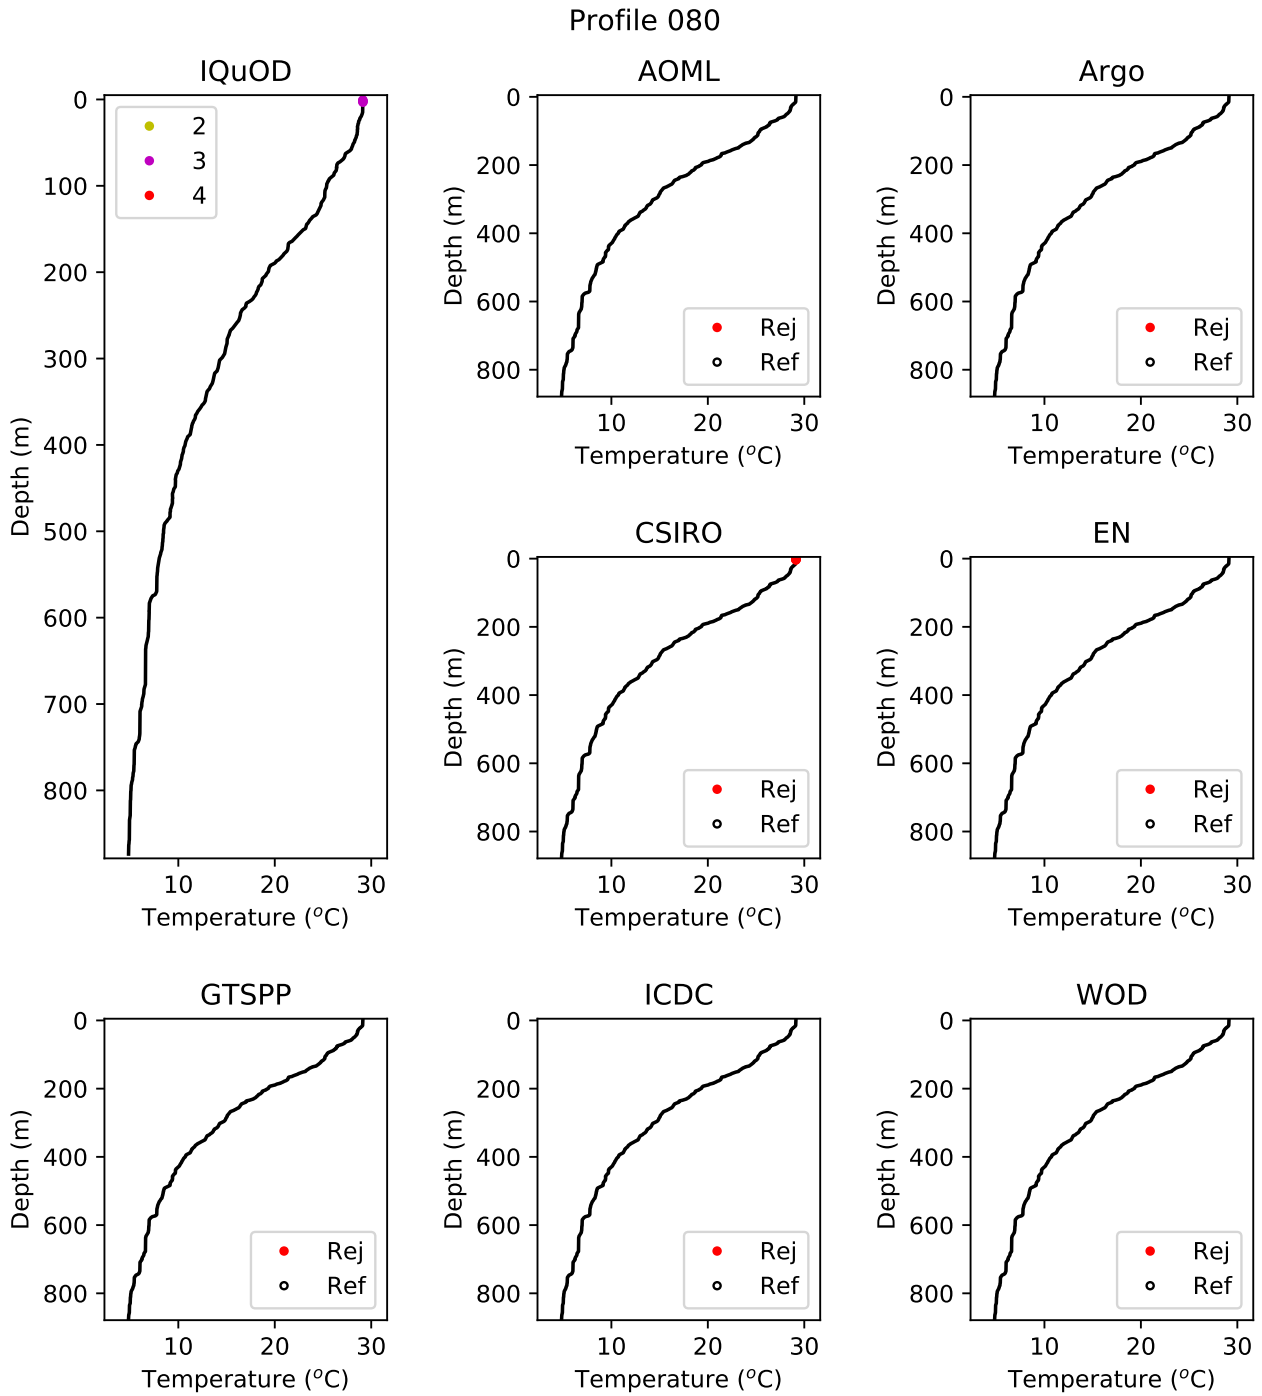 Profile 080
IQuOD
0
100
200
300
400
500
600
700
800
Depth (m)
2
3
4
10 20 30
Temperature (°C)
AOML
0
200
400
600
800
Depth (m)
Rej
Ref
10 20 30
Temperature (°C)
Argo
0
200
400
600
800
Depth (m)
Rej
Ref
10 20 30
Temperature (°C)
CSIRO
0
200
400
600
800
Depth (m)
Rej
Ref
10 20 30
Temperature (°C)
EN
0
200
400
600
800
Depth (m)
Rej
Ref
10 20 30
Temperature (°C)
GTSPP
0
200
400
600
800
Depth (m)
Rej
Ref
10 20 30
Temperature (°C)
ICDC
0
200
400
600
800
Depth (m)
Rej
Ref
10 20 30
Temperature (°C)
WOD
0
200
400
600
800
Depth (m)
Rej
Ref
10 20 30
Temperature (°C)